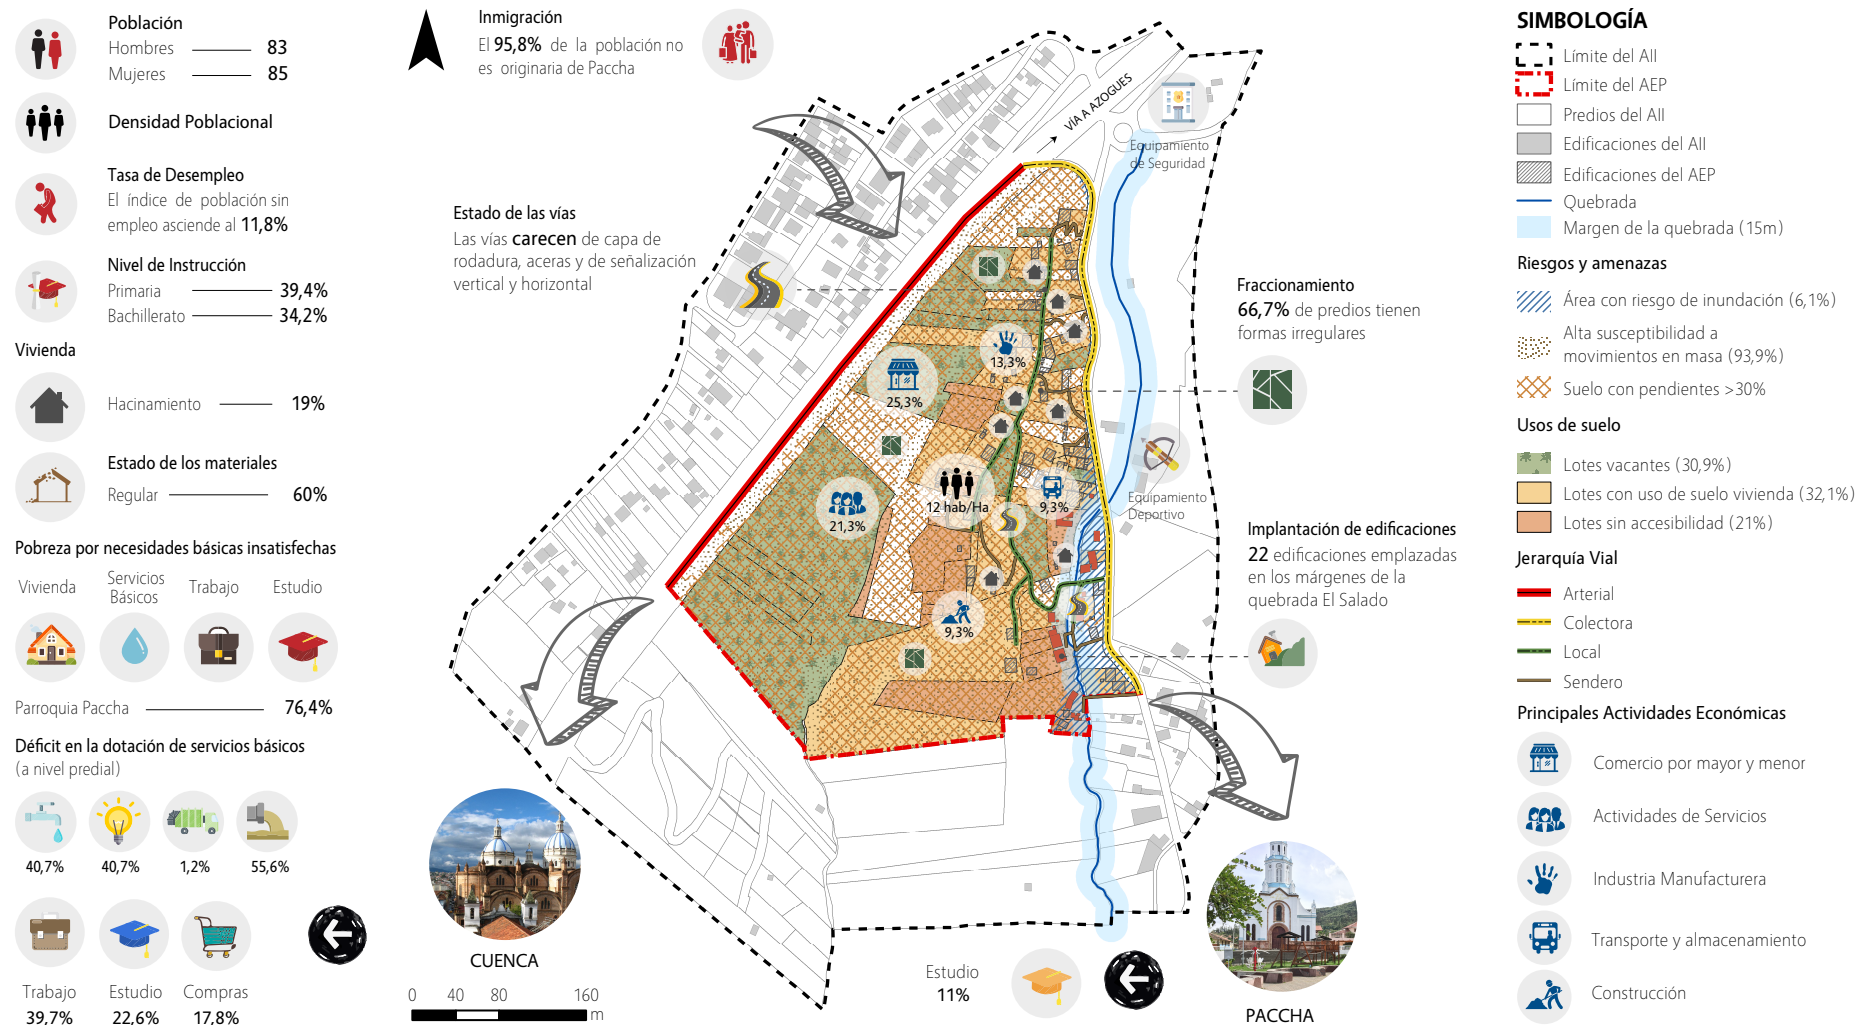 Población
Hombres 83
Mujeres 85
Densidad Poblacional
Tasa de Desempleo
El índice de población sin
empleo asciende al 11,8%
Nivel de Instrucción
Primaria 39,4%
Bachillerato 34,2%
Vivienda
Hacinamiento 19%
Estado de los materiales
Regular 60%
Pobreza por necesidades básicas insatisfechas
Vivienda
Servicios
Básicos
Trabajo
Estudio
Parroquia Paccha 76,4%
Déficit en la dotación de servicios básicos
(a nivel predial)
40,7% 40,7% 1,2% 55,6%
Trabajo Estudio Compras
39,7% 22,6% 17,8%
Inmigración
El 95,8% de la población no
es originaria de Paccha
Estado de las vías
Las vías carecen de capa de
rodadura, aceras y de señalización
vertical y horizontal
VÍA A AZOGUES
Equipamiento
de Seguridad
Fraccionamiento
66,7% de predios tienen
formas irregulares
13,3%
25,3%
12 hab/Ha
9,3%
21,3%
9,3%
Equipamiento
Deportivo
Implantación de edificaciones
22 edificaciones emplazadas
en los márgenes de la
quebrada El Salado
CUENCA
0 40 80 160
m
Estudio
11%
PACCHA
SIMBOLOGÍA
Límite del AII
Límite del AEP
Predios del AII
Edificaciones del AII
Edificaciones del AEP
Quebrada
Margen de la quebrada (15m)
Riesgos y amenazas
Área con riesgo de inundación (6,1%)
Alta susceptibilidad a
movimientos en masa (93,9%)
Suelo con pendientes >30%
Usos de suelo
Lotes vacantes (30,9%)
Lotes con uso de suelo vivienda (32,1%)
Lotes sin accesibilidad (21%)
Jerarquía Vial
Arterial
Colectora
Local
Sendero
Principales Actividades Económicas
Comercio por mayor y menor
Actividades de Servicios
Industria Manufacturera
Transporte y almacenamiento
Construcción